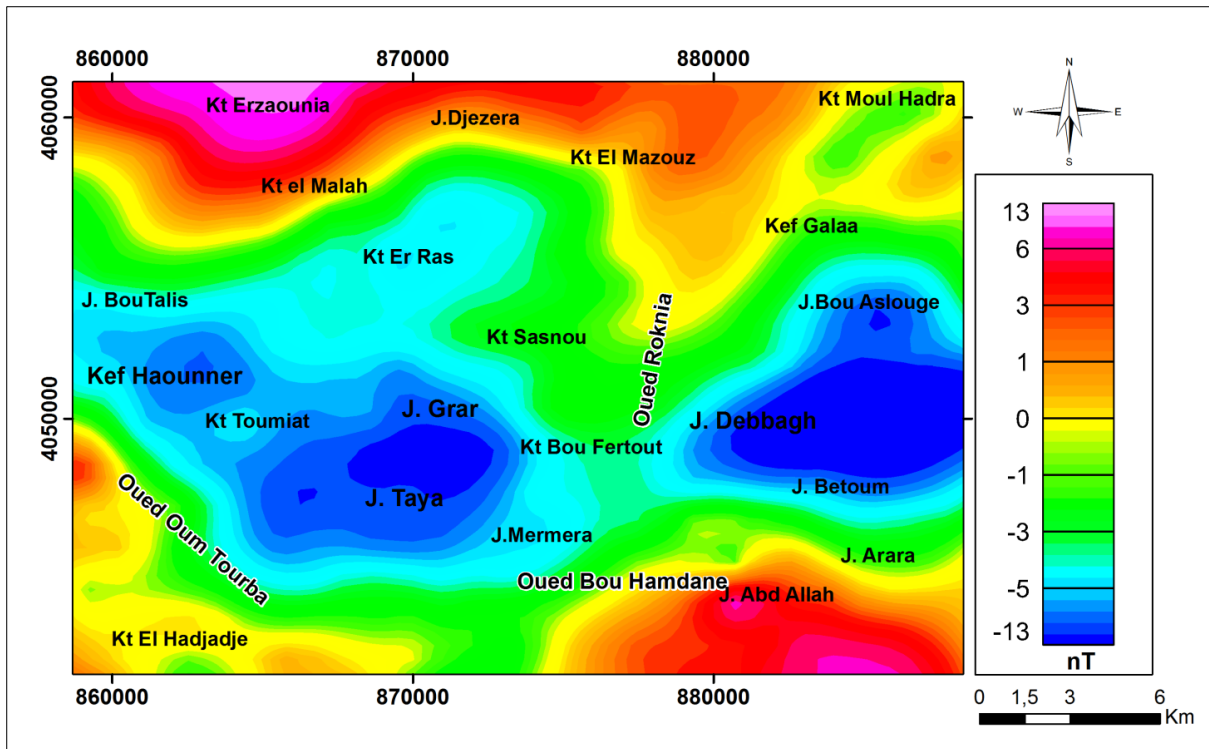 860000 870000 880000
4060000
4050000
Kt Erzaounia
J.Djezera
Kt Moul Hadra
Kt El Mazouz
Kt el Malah
Kef Galaa
Kt Er Ras
J. BouTalis
J.Bou Aslouge
Kt Sasnou
Oued Roknia
Kef Haounner
J. Grar
Kt Toumiat
J. Debbagh
Kt Bou Fertout
J. Taya
J. Betoum
Oued Oum Tourba
J.Mermera
J. Arara
Oued Bou Hamdane
J. Abd Allah
Kt El Hadjadje
860000 870000 880000
N
W E
S
13
6
3
1
0
-1
-3
-5
-13
nT
0 1,5 3 6
Km